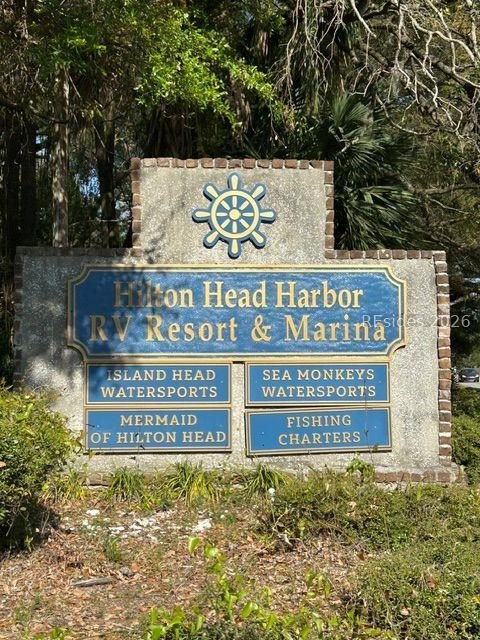 Hilton Head Harbor
RV Resort & Marina
REsides 2026
ISLAND HEAD
WATERSPORTS
SEA MONKEYS
WATERSPORTS
MERMAID
OF HILTON HEAD
FISHING
CHARTERS